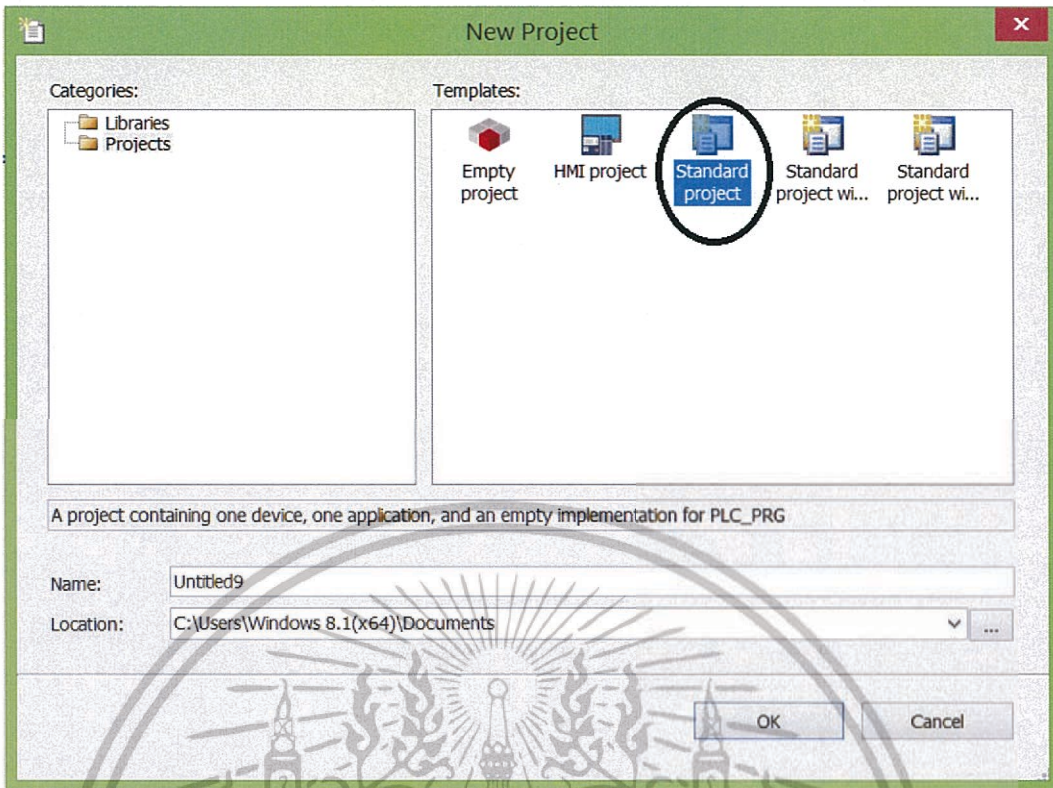 New Project
Categories:
Libraries
Projects
Templates:
Empty
project
HMI project
Standard
project
Standard
project wi...
Standard
project wi...
A project containing one device, one application, and an empty implementation for PLC_PRG
Name:
Untitled9
Location:
C:\Users\Windows 8.1(x64)\Documents
...
OK
Cancel